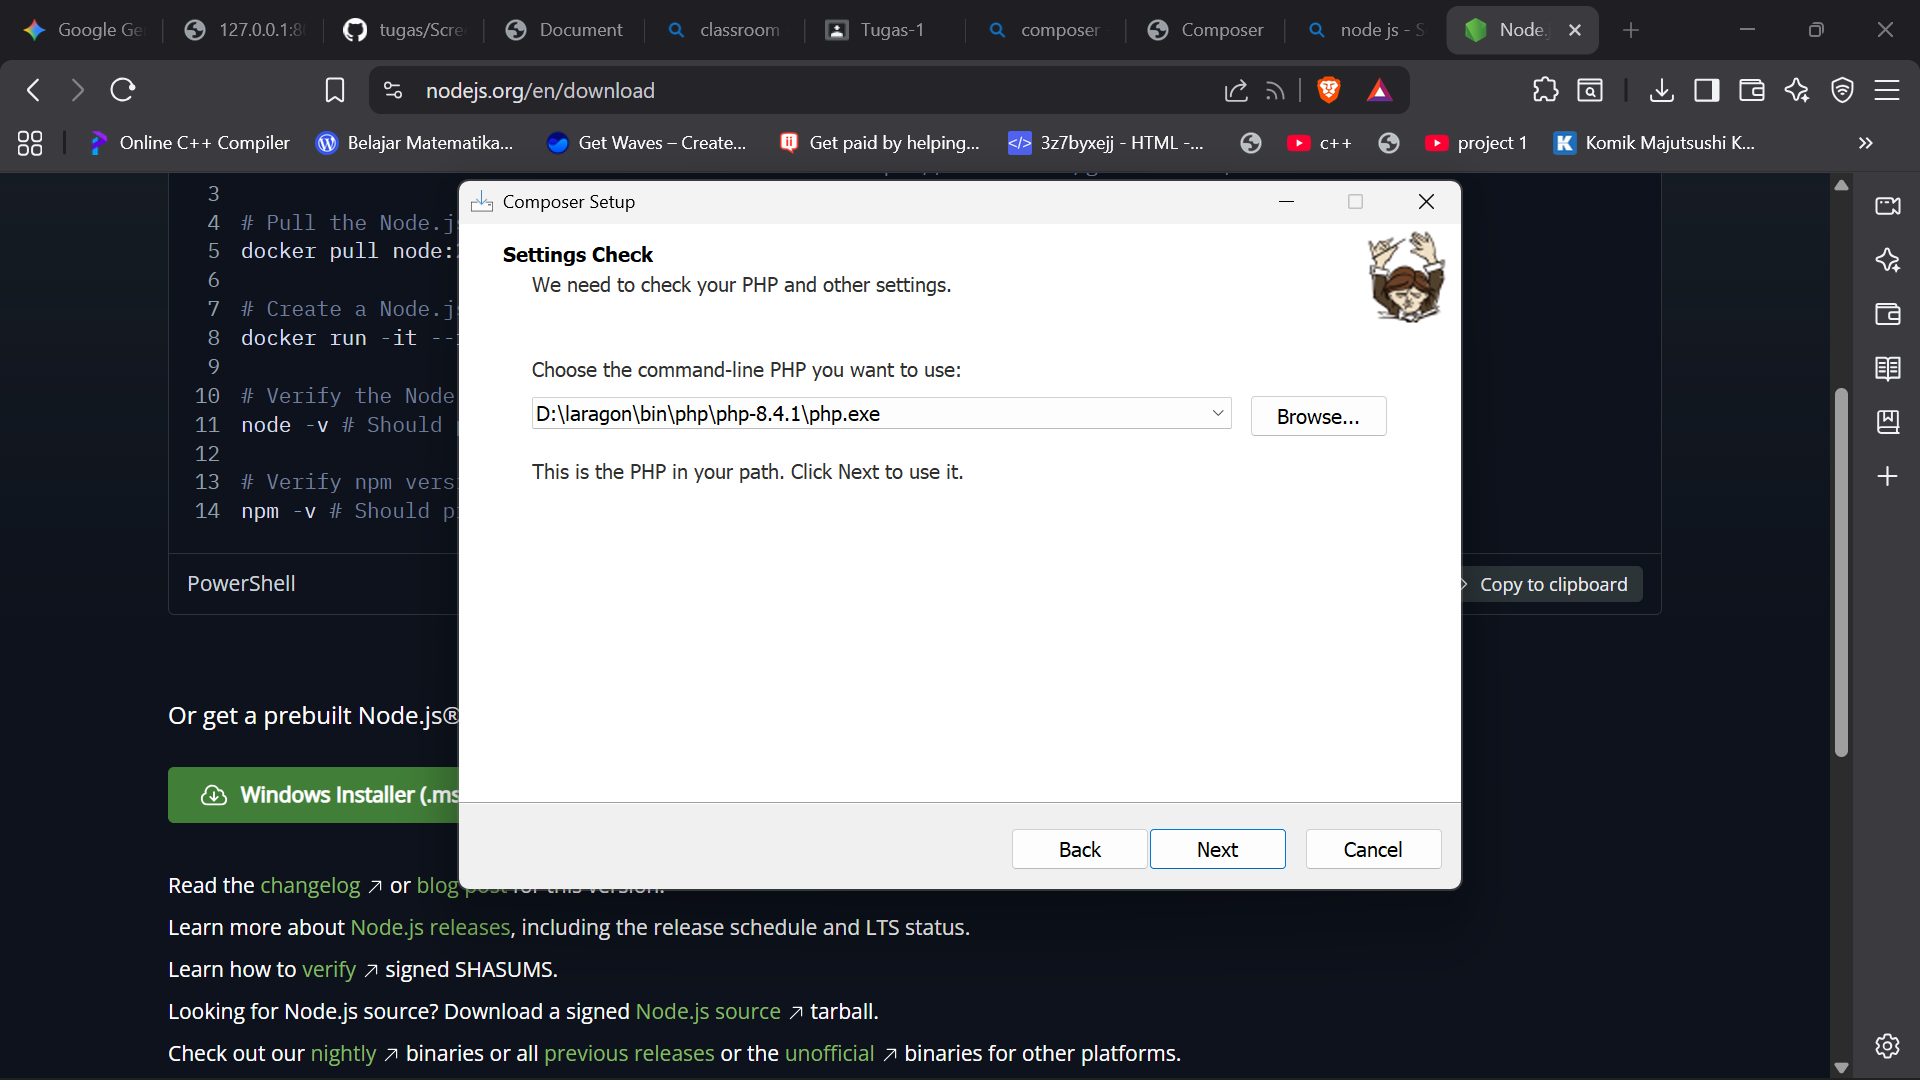 Google Ge
127.0.0.1:8
tugas/Scre
Document
classroom
Tugas-1
composer
Composer
node js - S
Node.
nodejs.org/en/download
Online C++ Compiler
Belajar Matematika...
Get Waves – Create...
Get paid by helping...
3z7byxejj - HTML -...
c++
project 1
Komik Majutsushi K...
3
4 # Pull the Node.js
5 docker pull node:
6
7 # Create a Node.js
8 docker run -it --
9
10 # Verify the Node
11 node -v # Should
12
13 # Verify npm vers
14 npm -v # Should p
PowerShell
Copy to clipboard
Composer Setup
Settings Check
We need to check your PHP and other settings.
Choose the command-line PHP you want to use:
D:\laragon\bin\php\php-8.4.1\php.exe
Browse...
This is the PHP in your path. Click Next to use it.
Back
Next
Cancel
Or get a prebuilt Node.js®
Windows Installer (.ms
Read the changelog ↗ or blog post for this version.
Learn more about Node.js releases, including the release schedule and LTS status.
Learn how to verify ↗ signed SHASUMS.
Looking for Node.js source? Download a signed Node.js source ↗ tarball.
Check out our nightly ↗ binaries or all previous releases or the unofficial ↗ binaries for other platforms.